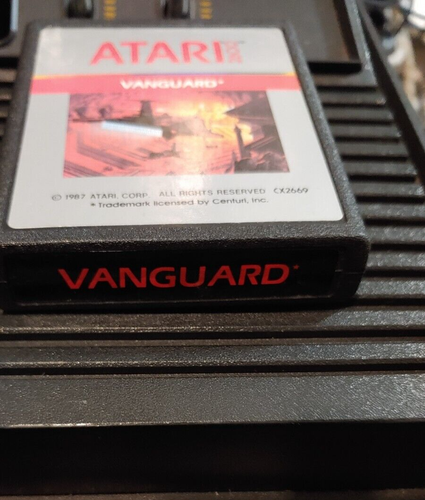 ATARI 2600
VANGUARD®
© 1987 ATARI CORP. ALL RIGHTS RESERVED CX2669
* Trademark licensed by Centuri, Inc.
VANGUARD*